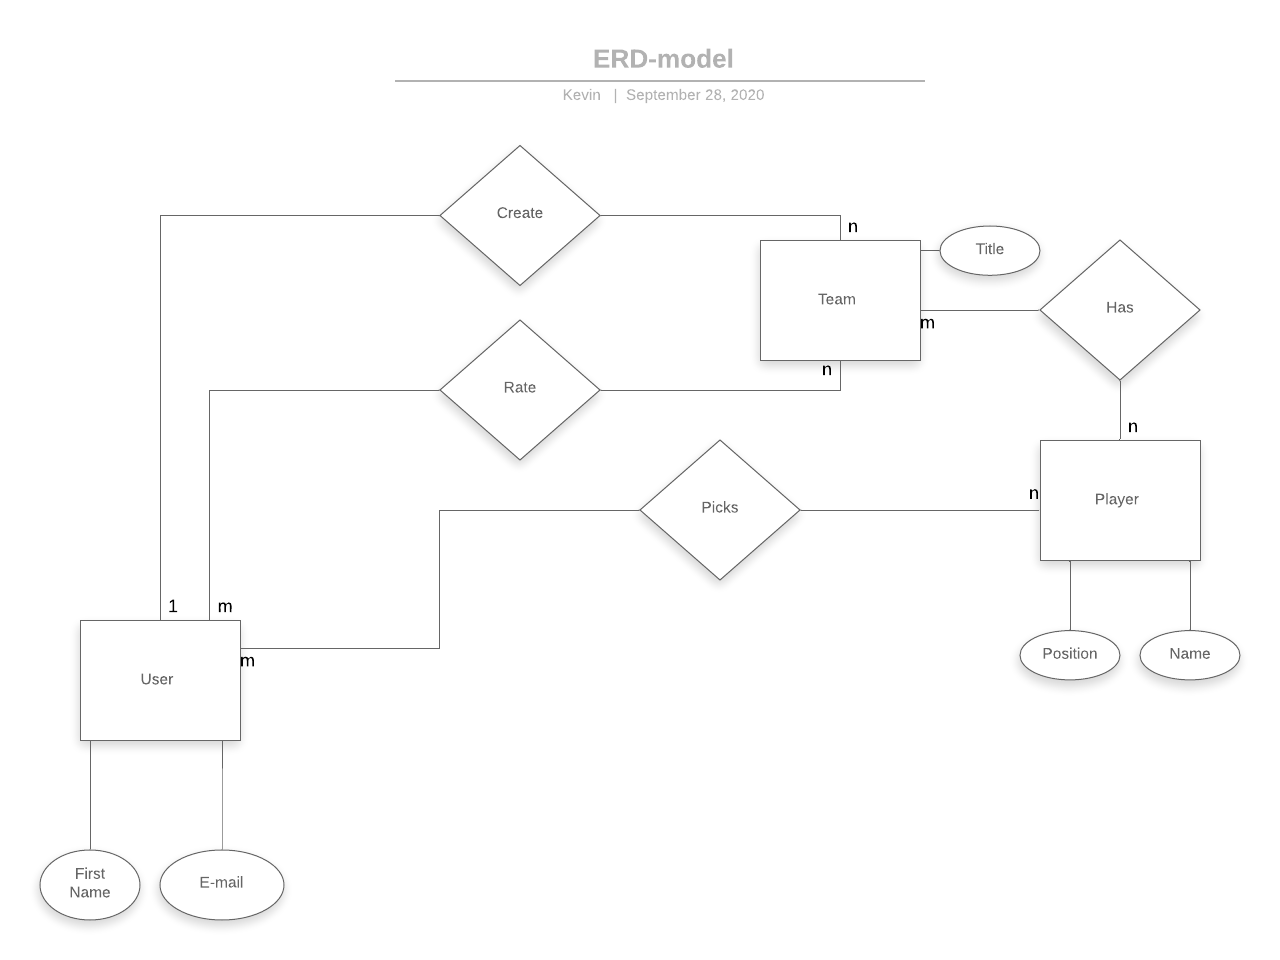 ERD-model
Kevin | September 28, 2020
Create
n
Title
Team
Has
m
n
Rate
n
n
Picks
Player
1
m
m
User
Position
Name
First
Name
E-mail